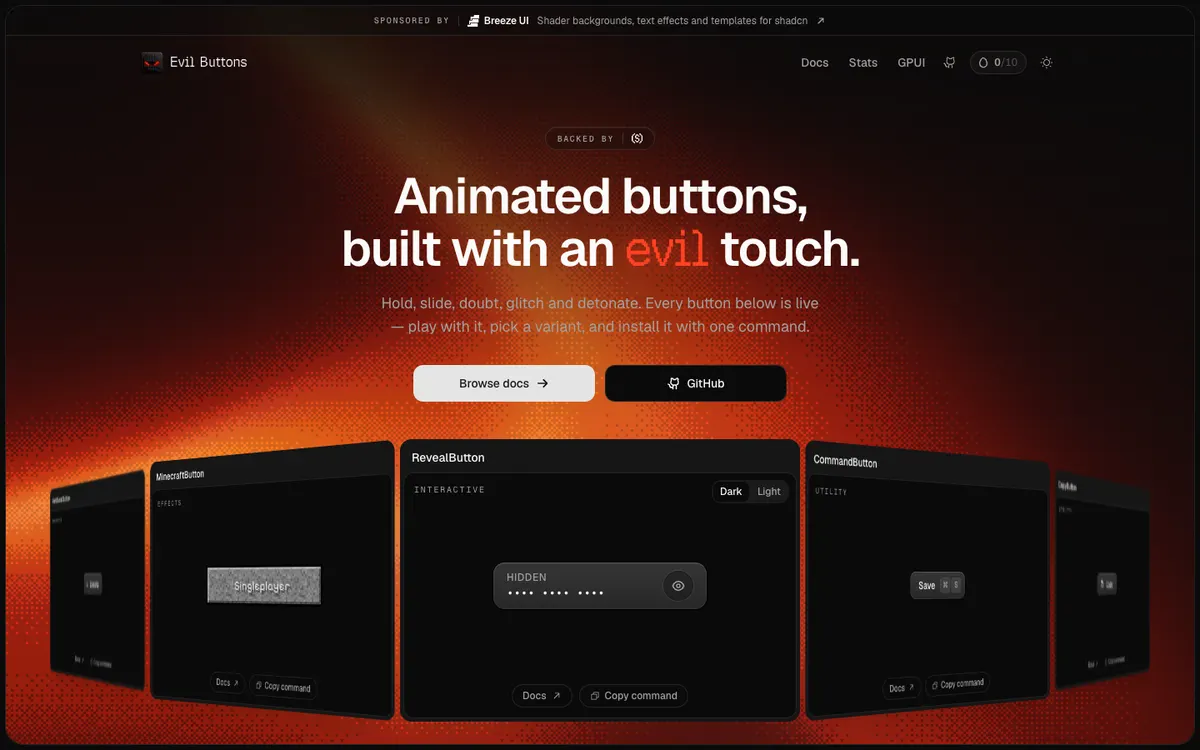 SPONSORED BY Breeze UI Shader backgrounds, text effects and templates for shadcn ↗
Evil Buttons
Docs Stats GPUI 0/10
BACKED BY
Animated buttons,
built with an evil touch.
Hold, slide, doubt, glitch and detonate. Every button below is live
— play with it, pick a variant, and install it with one command.
Browse docs →
GitHub
MinecraftButton
EFFECTS
Singleplayer
Docs ↗ Copy command
RevealButton
INTERACTIVE
Dark Light
HIDDEN
•••• •••• ••••
Docs ↗ Copy command
CommandButton
UTILITY
Save ⌘ S
Docs ↗ Copy command